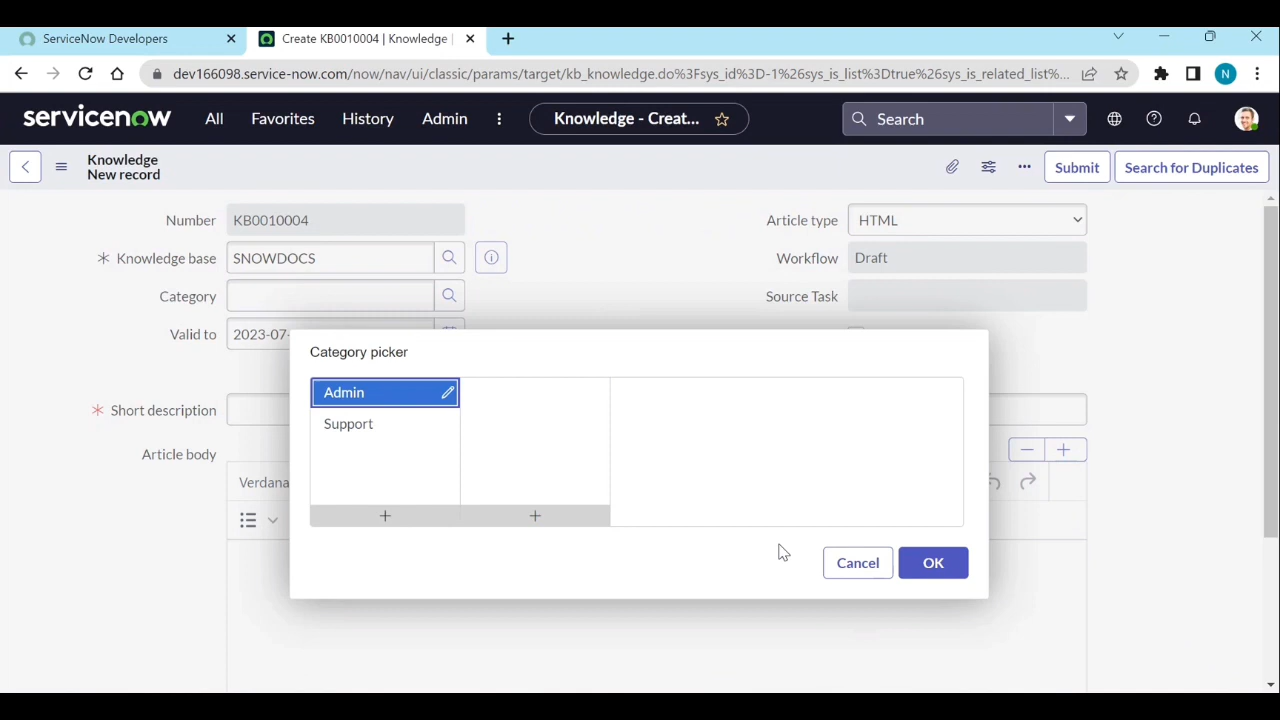 ServiceNow Developers
Create KB0010004 | Knowledge |
dev166098.service-now.com/now/nav/ui/classic/params/target/kb_knowledge.do%3Fsys_id%3D-1%26sys_is_list%3Dtrue%26sys_is_related_list%...
N
servicenow
All
Favorites
History
Admin
Knowledge - Creat...
Search
Knowledge
New record
Submit
Search for Duplicates
Number
KB0010004
Article type
HTML
* Knowledge base
SNOWDOCS
Workflow
Draft
Category
Source Task
Valid to
2023-07-
Category picker
Admin
Support
* Short description
Article body
Verdana
+
+
Cancel
OK